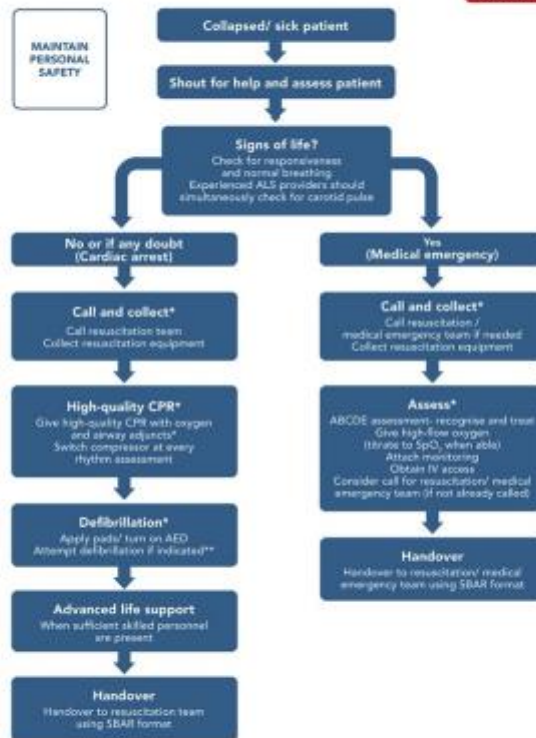 MAINTAIN
PERSONAL
SAFETY
Collapsed/ sick patient
Shout for help and assess patient
Signs of life?
Check for responsiveness
and normal breathing
Experienced ALS providers should
simultaneously check for carotid pulse
No or if any doubt
(Cardiac arrest)
Call and collect*
Call resuscitation team
Collect resuscitation equipment
High-quality CPR*
Give high-quality CPR with oxygen
and airway adjuncts*
Switch compressor at every
rhythm assessment
Defibrillation*
Apply pads/ turn on AED
Attempt defibrillation if indicated**
Advanced life support
When sufficient skilled personnel
are present
Handover
Handover to resuscitation team
using SBAR format
Yes
(Medical emergency)
Call and collect*
Call resuscitation /
medical emergency team if needed
Collect resuscitation equipment
Assess*
ABCDE assessment- recognise and treat
Give high-flow oxygen
(titrate to SpO₂ when able)
Attach monitoring
Obtain IV access
Consider call for resuscitation/ medical
emergency team (if not already called)
Handover
Handover to resuscitation/ medical
emergency team using SBAR format